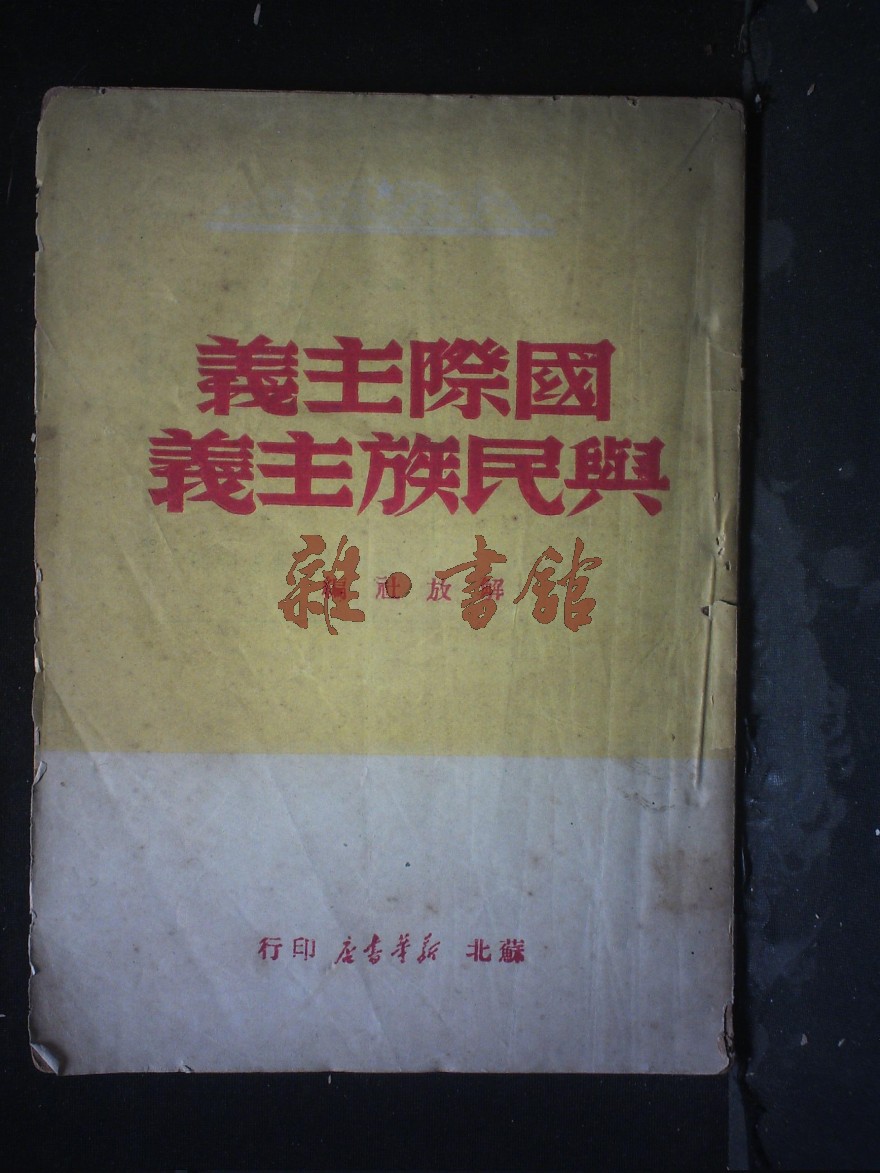 國際主義
與民族主義
解放社編
雜·書館
蘇北 新華書店 印行